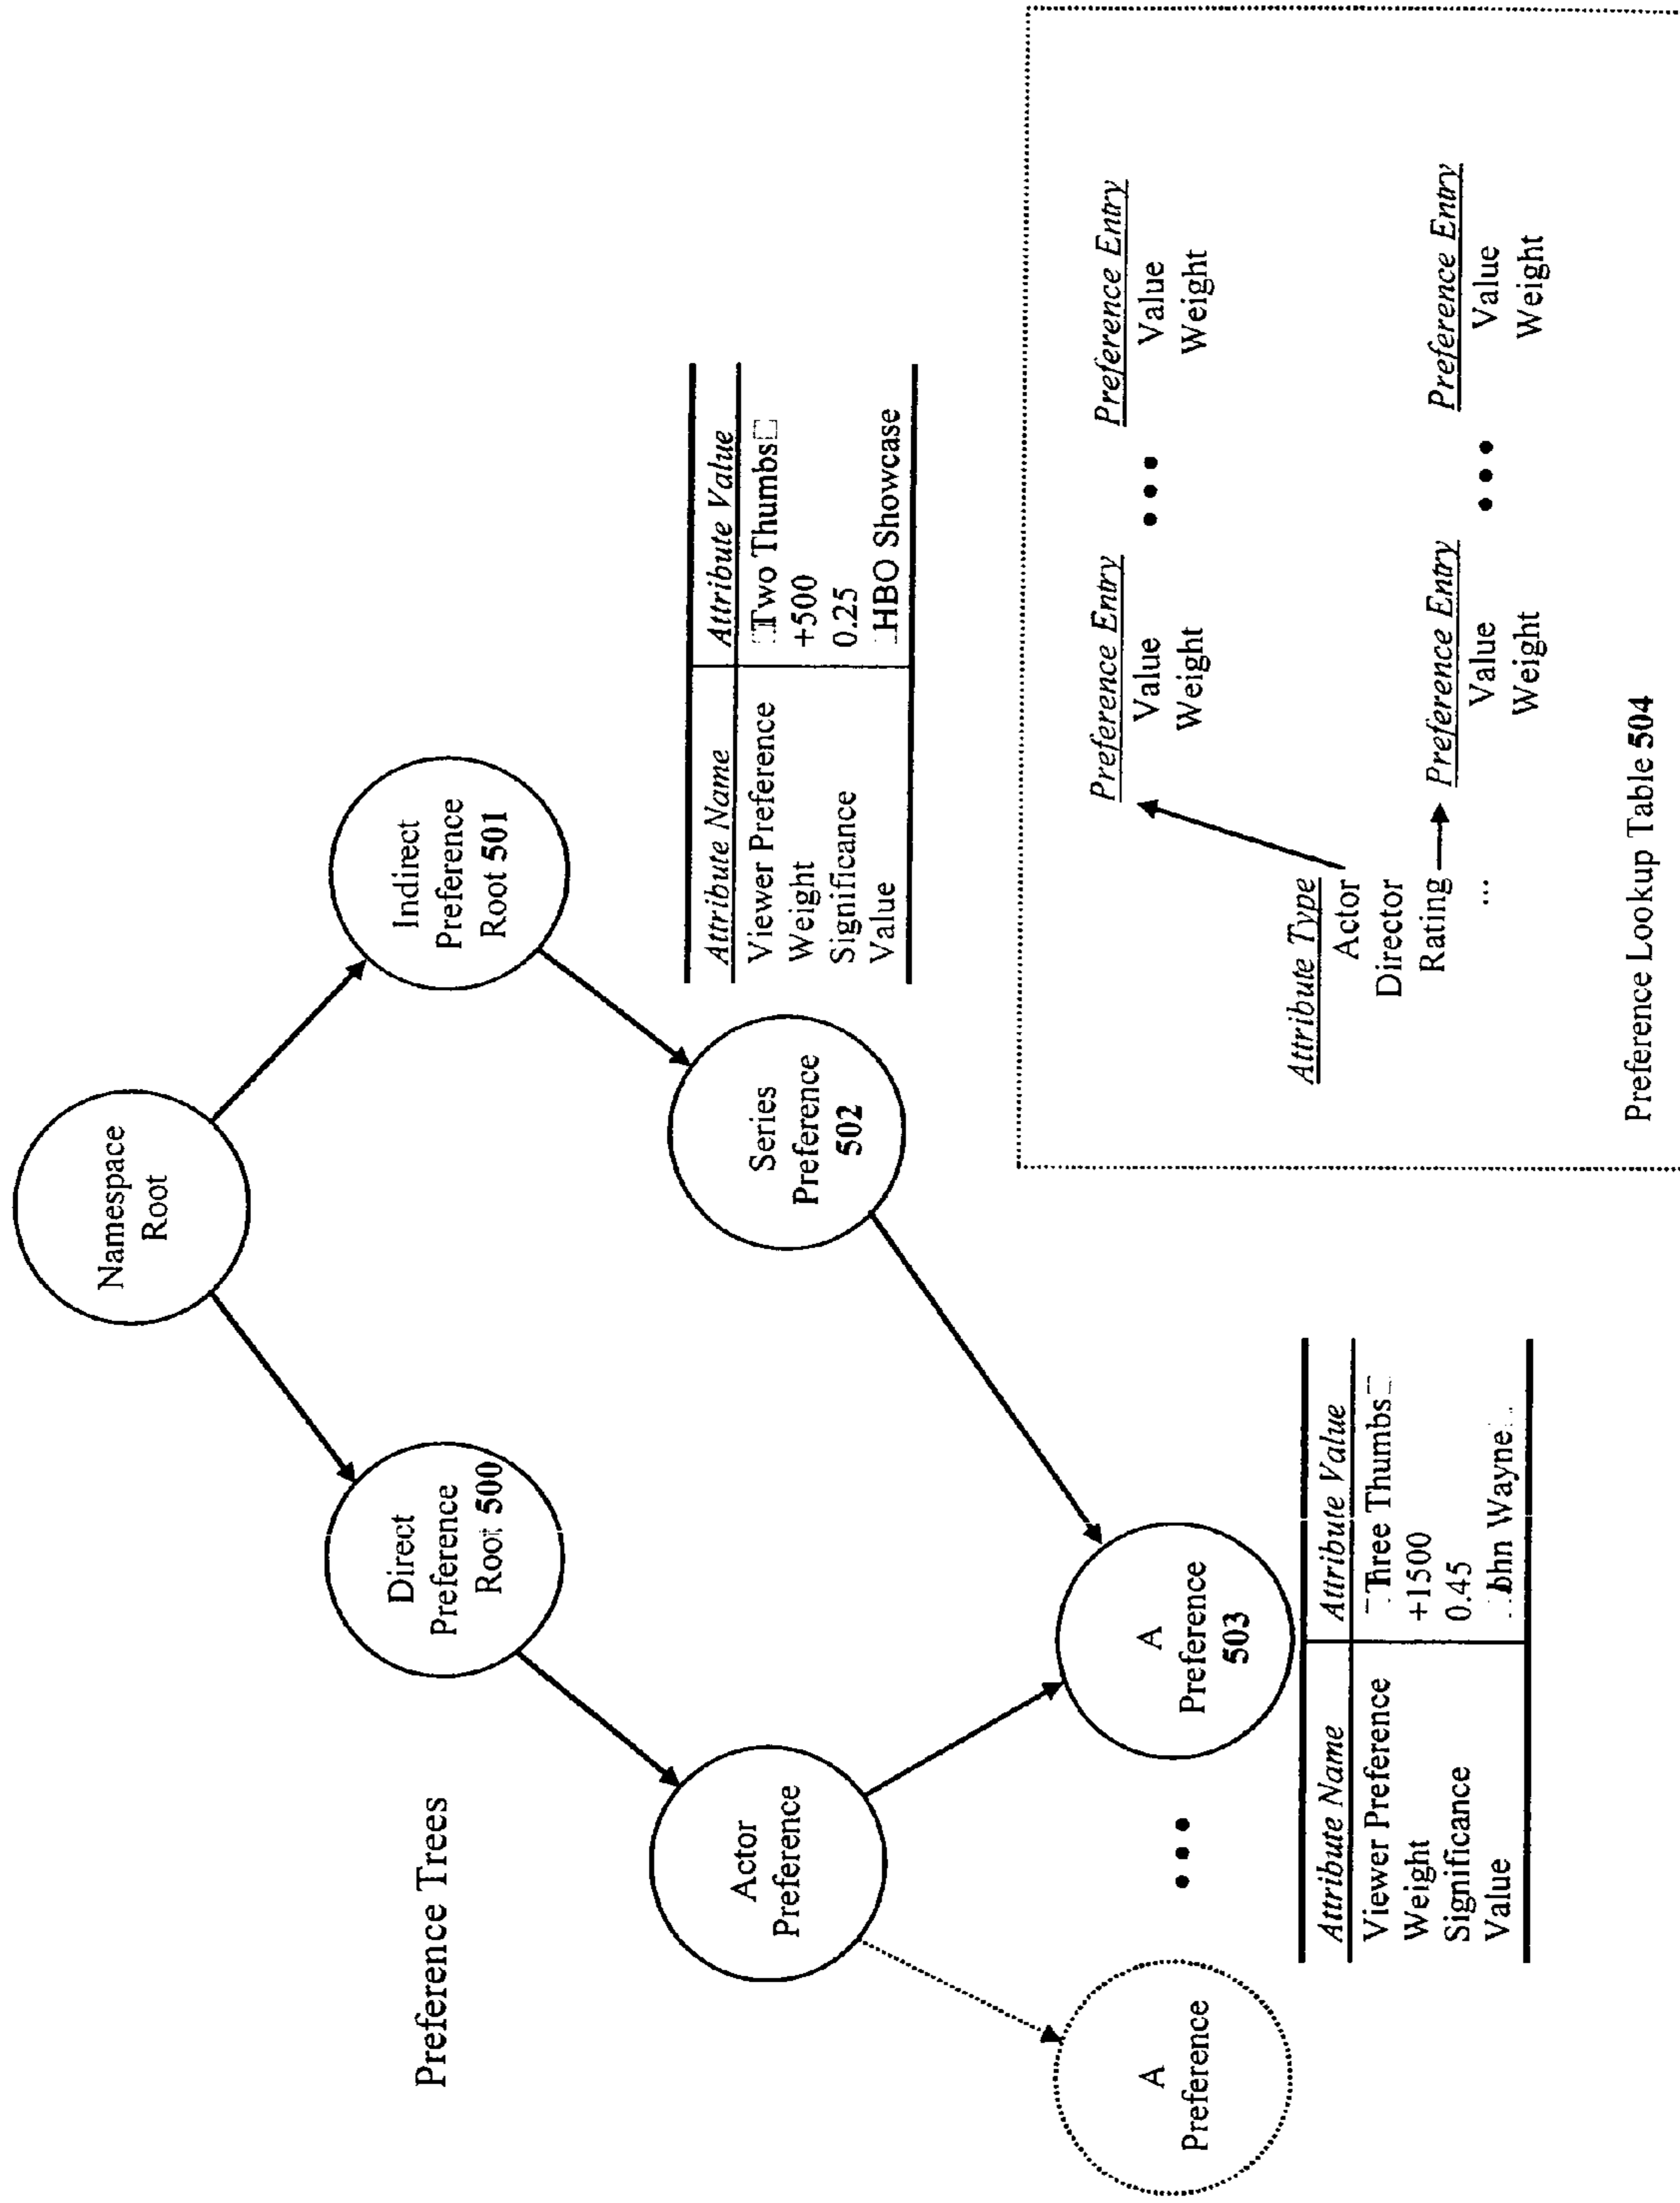 Preference Trees
Namespace
Root
Direct
Preference
Root 500
Indirect
Preference
Root 501
Actor
Preference
Series
Preference
502
Attribute Name Attribute Value
Viewer Preference Two Thumbs
Weight +500
Significance 0.25
Value HBO Showcase
A
Preference
...
A
Preference
503
Attribute Name Attribute Value
Viewer Preference Three Thumbs
Weight +1500
Significance 0.45
Value Wayne
Preference Entry ... Preference Entry
Value Value
Weight Weight
Attribute Type
Actor
Director
Rating Preference Entry ... Preference Entry
... Value Value
Weight Weight
Preference Lookup Table 504